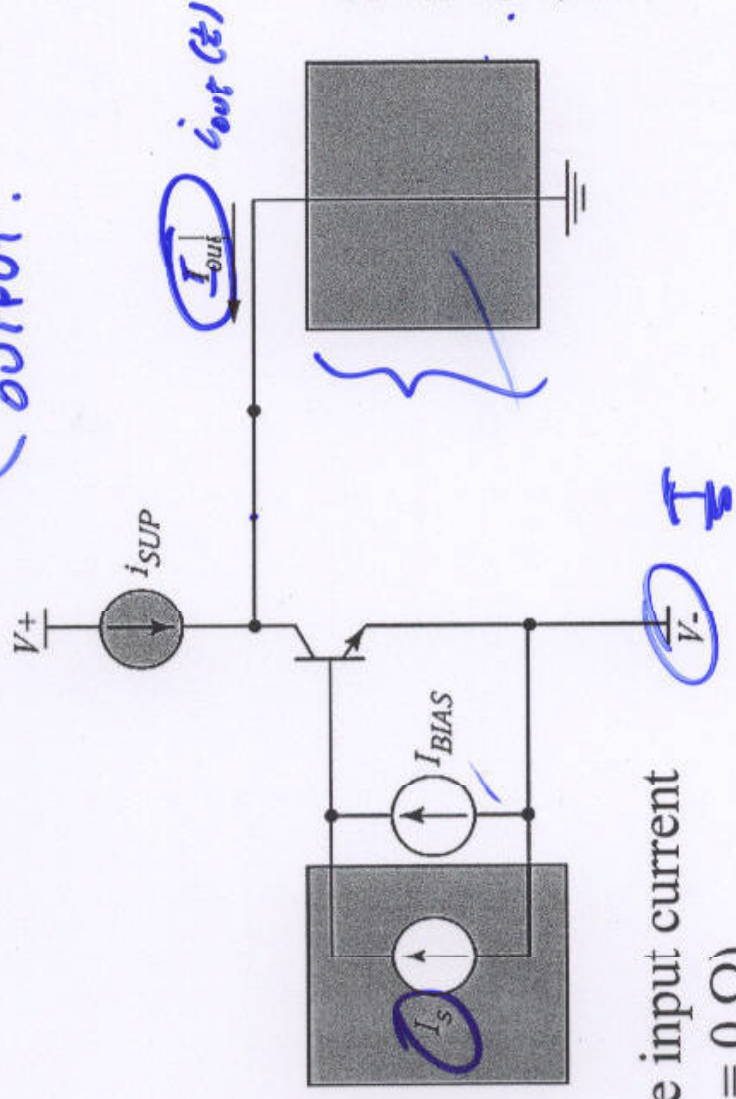 OUTPUT.
i_out (t)
I_out
V+
i_SUP
I_BIAS
I_s
V-
I
e input current
= 0 Ω)